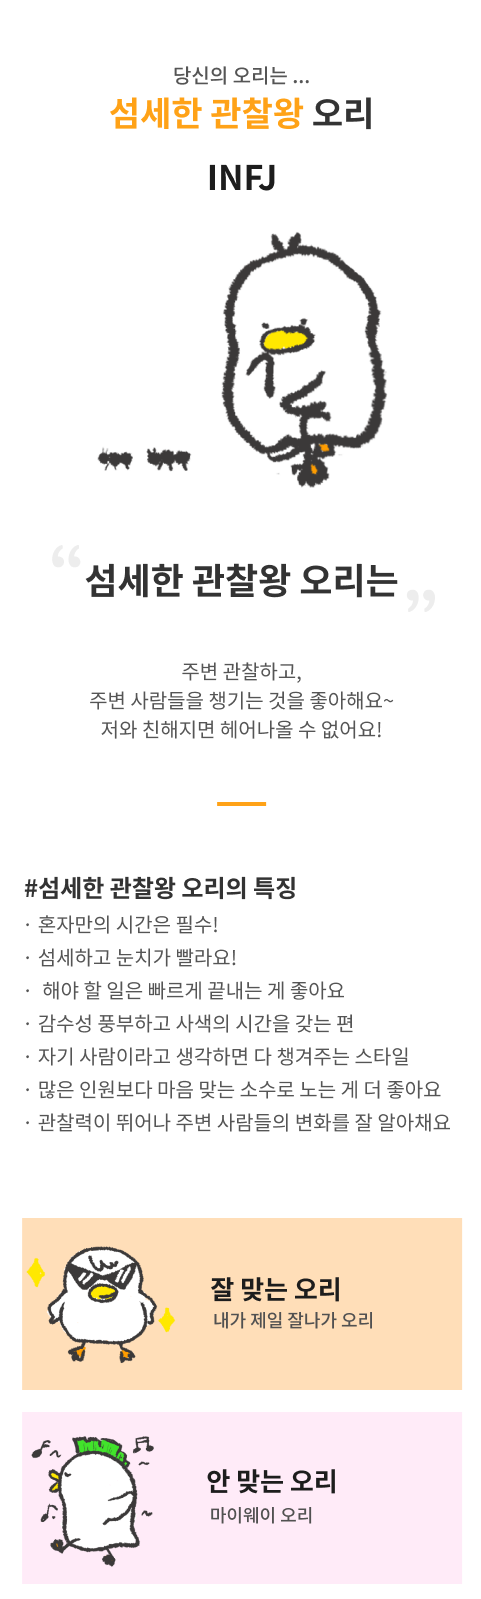 당신의 오리는 ...
섬세한 관찰왕 오리
INFJ
“ 섬세한 관찰왕 오리는 ”
주변 관찰하고,
주변 사람들을 챙기는 것을 좋아해요~
저와 친해지면 헤어나올 수 없어요!
#섬세한 관찰왕 오리의 특징
· 혼자만의 시간은 필수!
· 섬세하고 눈치가 빨라요!
· 해야 할 일은 빠르게 끝내는 게 좋아요
· 감수성 풍부하고 사색의 시간을 갖는 편
· 자기 사람이라고 생각하면 다 챙겨주는 스타일
· 많은 인원보다 마음 맞는 소수로 노는 게 더 좋아요
· 관찰력이 뛰어나 주변 사람들의 변화를 잘 알아채요
잘 맞는 오리
내가 제일 잘나가 오리
안 맞는 오리
마이웨이 오리